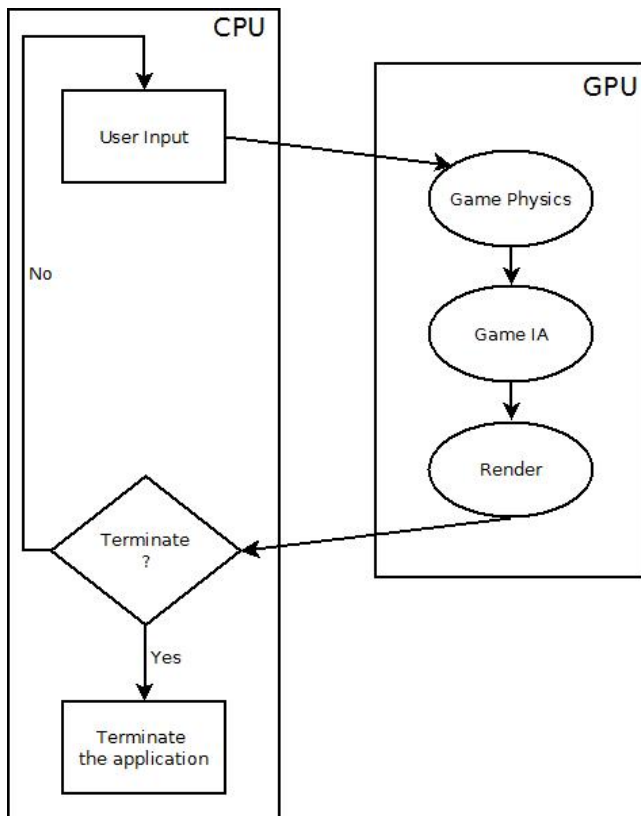 CPU
GPU
User Input
Game Physics
No
Game IA
Render
Terminate
?
Yes
Terminate
the application